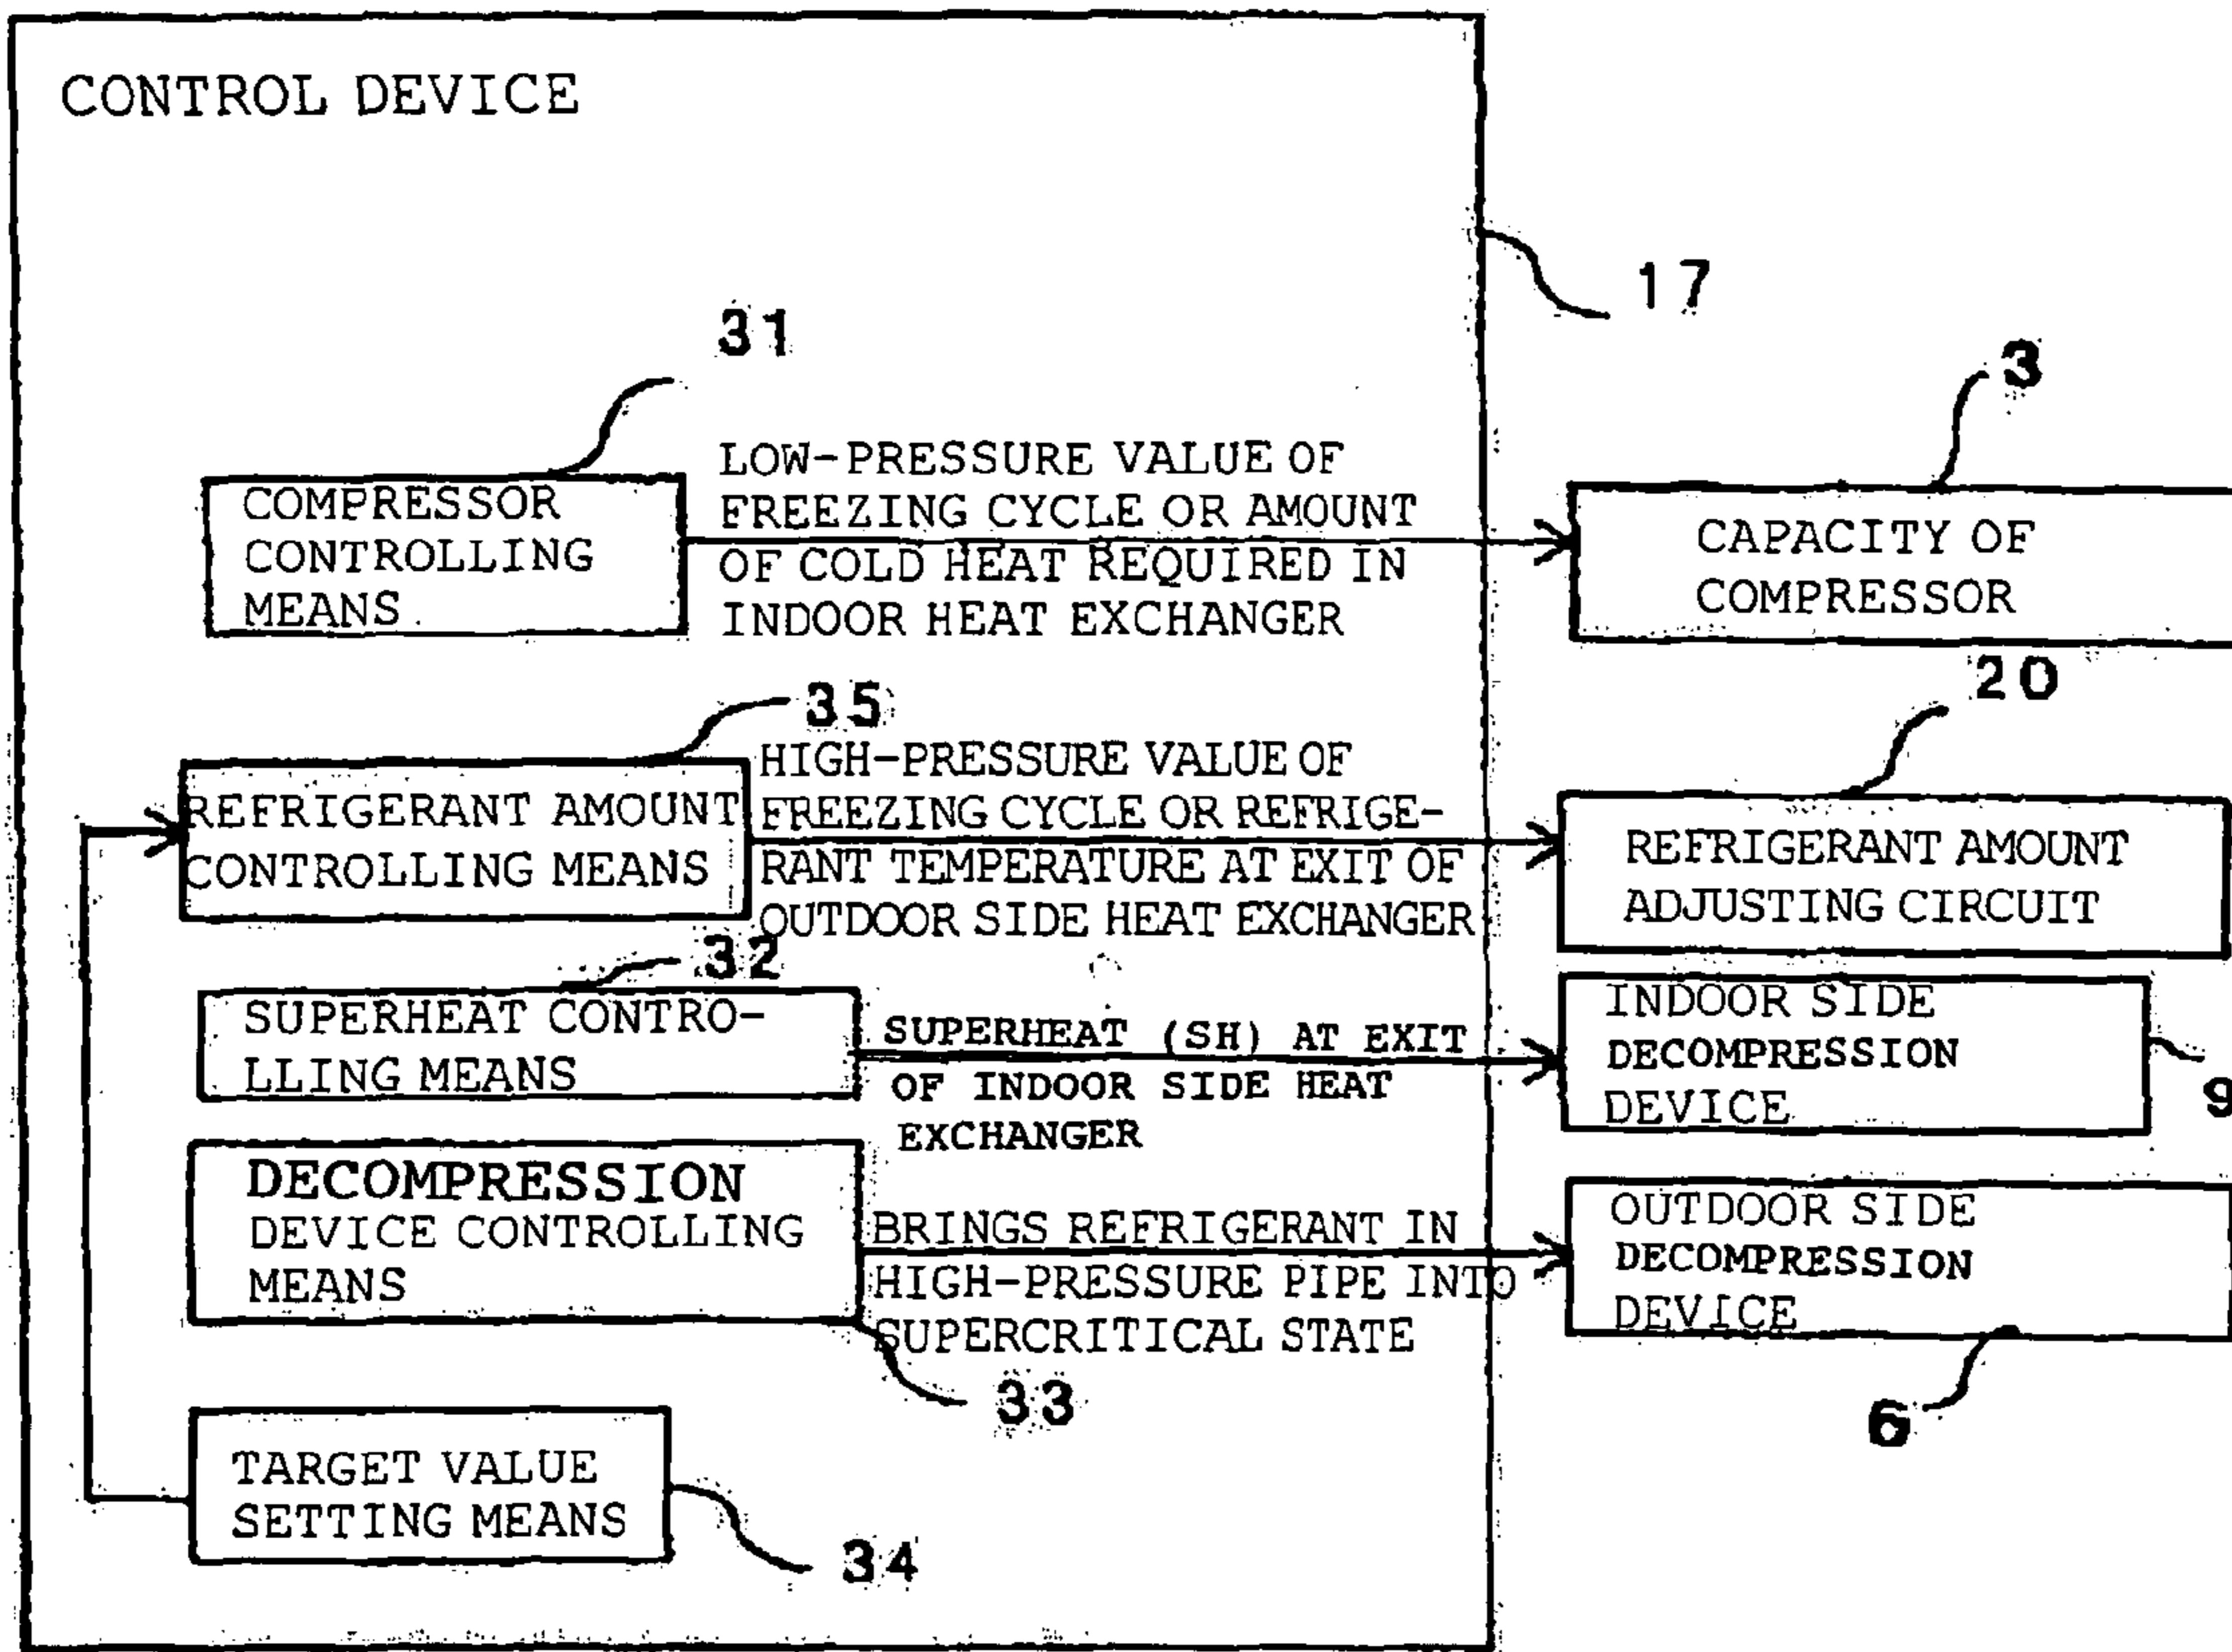 CONTROL DEVICE
17
31
3
COMPRESSOR
CONTROLLING
MEANS
LOW-PRESSURE VALUE OF
FREEZING CYCLE OR AMOUNT
OF COLD HEAT REQUIRED IN
INDOOR HEAT EXCHANGER
CAPACITY OF
COMPRESSOR
35
20
REFRIGERANT AMOUNT
CONTROLLING MEANS
HIGH-PRESSURE VALUE OF
FREEZING CYCLE OR REFRIGE-
RANT TEMPERATURE AT EXIT OF
OUTDOOR SIDE HEAT EXCHANGER
REFRIGERANT AMOUNT
ADJUSTING CIRCUIT
32
SUPERHEAT CONTRO-
LLING MEANS
SUPERHEAT (SH) AT EXIT
OF INDOOR SIDE HEAT
EXCHANGER
INDOOR SIDE
DECOMPRESSION
DEVICE
9
DECOMPRESSION
DEVICE CONTROLLING
MEANS
BRINGS REFRIGERANT IN
HIGH-PRESSURE PIPE INTO
SUPERCRITICAL STATE
OUTDOOR SIDE
DECOMPRESSION
DEVICE
33
6
TARGET VALUE
SETTING MEANS
34